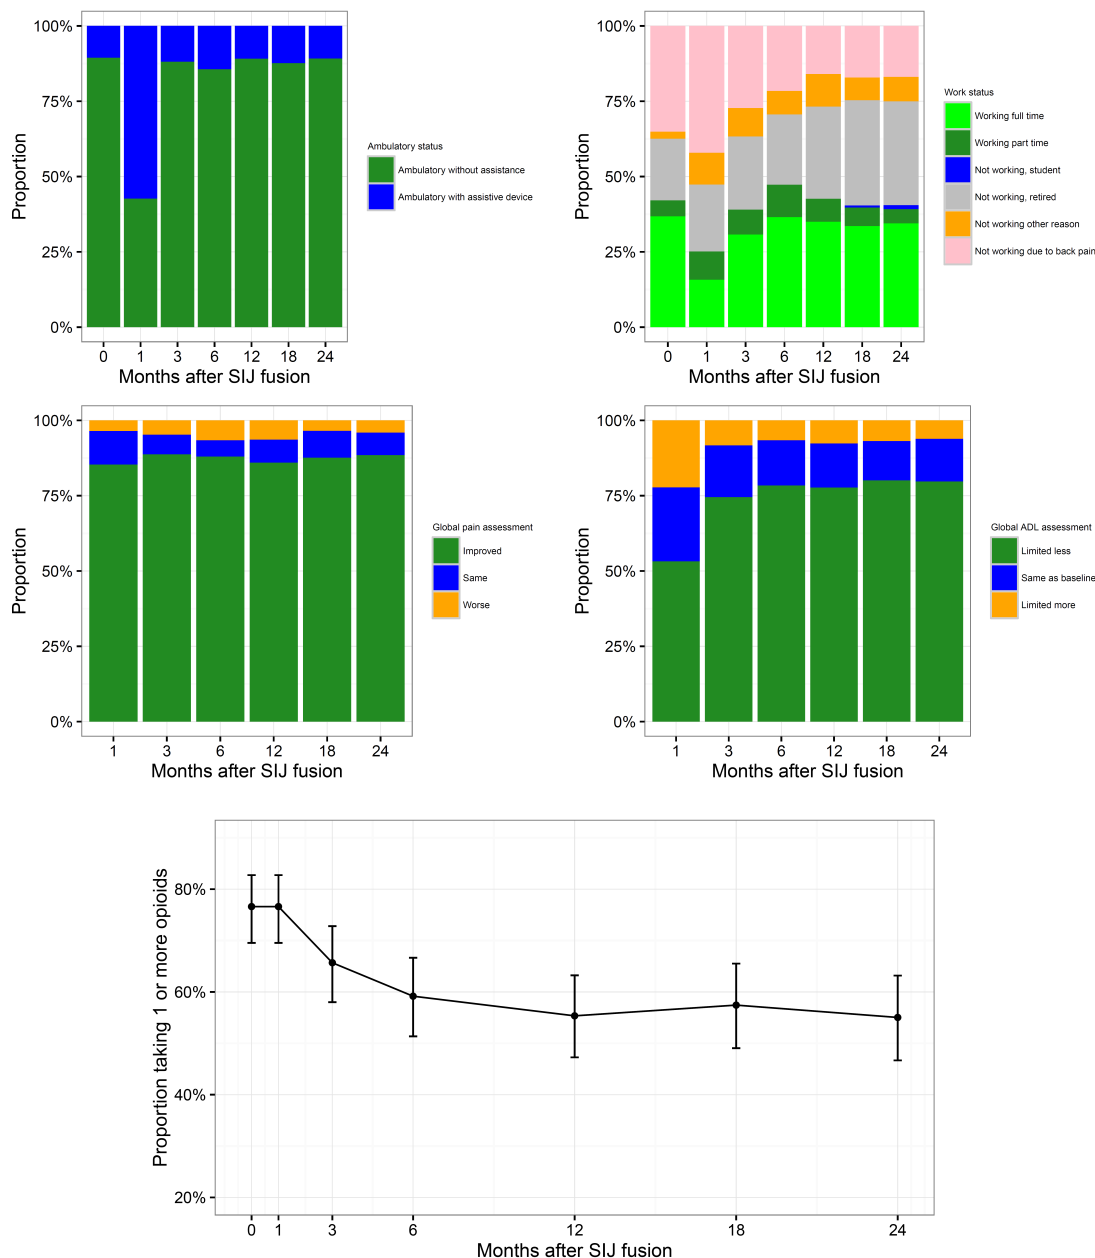 100%
75%
50%
25%
0%
Proportion
0 1 3 6 12 18 24
Months after SIJ fusion
Ambulatory status
Ambulatory without assistance
Ambulatory with assistive device
100%
75%
50%
25%
0%
Proportion
0 1 3 6 12 18 24
Months after SIJ fusion
Work status
Working full time
Working part time
Not working, student
Not working, retired
Not working other reason
Not working due to back pain
100%
75%
50%
25%
0%
Proportion
1 3 6 12 18 24
Months after SIJ fusion
Global pain assessment
Improved
Same
Worse
100%
75%
50%
25%
0%
Proportion
1 3 6 12 18 24
Months after SIJ fusion
Global ADL assessment
Limited less
Same as baseline
Limited more
80%
60%
40%
20%
Proportion taking 1 or more opioids
0 1 3 6 12 18 24
Months after SIJ fusion